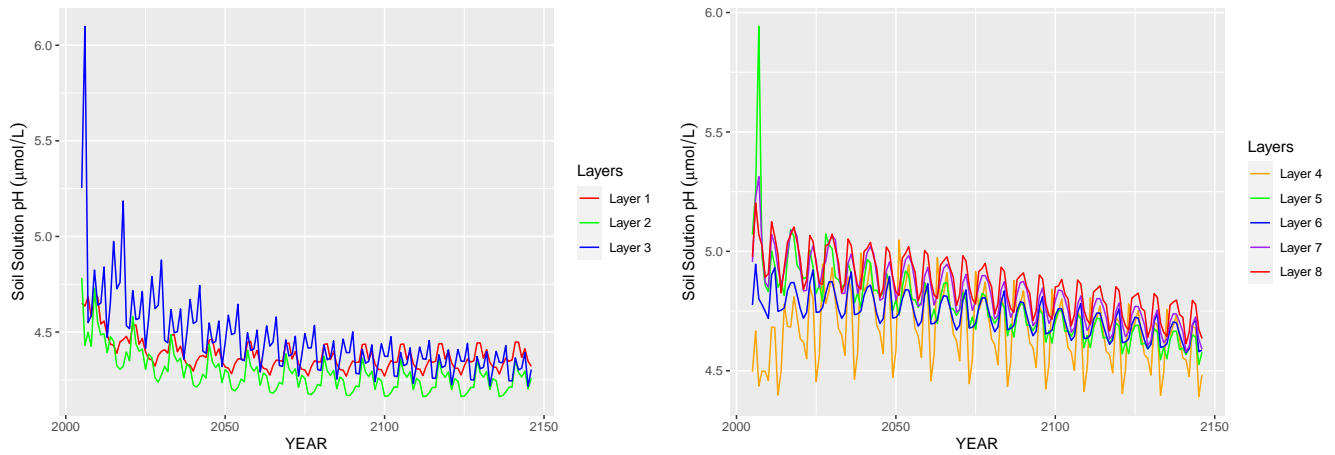 6.0
5.5
5.0
4.5
Soil Solution pH (μmol/L)
2000
2050
2100
2150
YEAR
Layers
Layer 1
Layer 2
Layer 3
6.0
5.5
5.0
4.5
Soil Solution pH (μmol/L)
2000
2050
2100
2150
YEAR
Layers
Layer 4
Layer 5
Layer 6
Layer 7
Layer 8